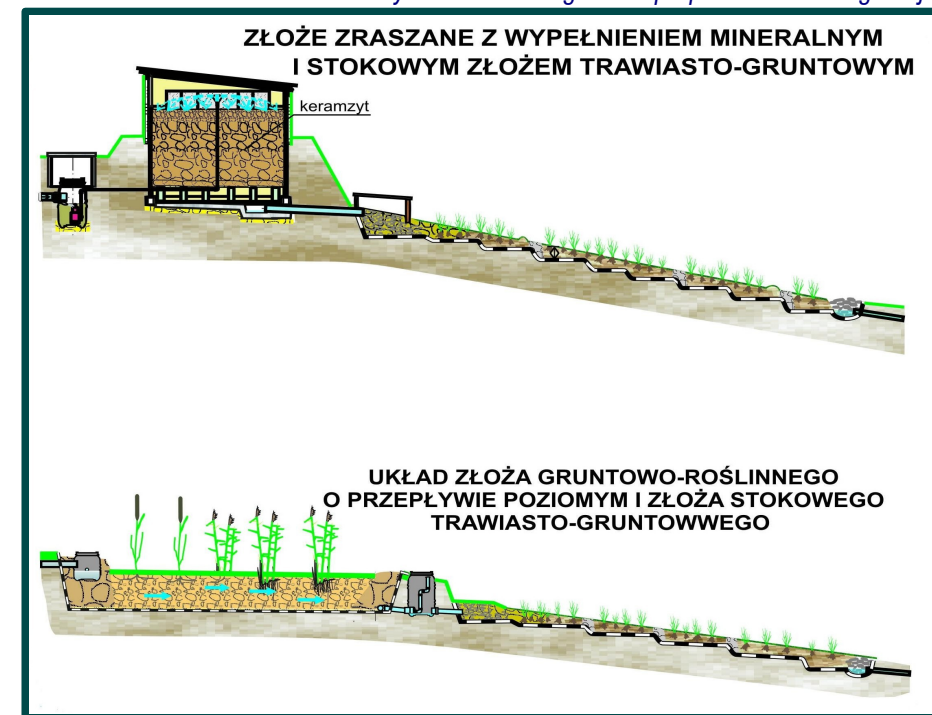 ZŁOŻE ZRASZANE Z WYPEŁNIENIEM MINERALNYM
I STOKOWYM ZŁOŻEM TRAWIASTO-GRUNTOWYM
keramzyt
UKŁAD ZŁOŻA GRUNTOWO-ROŚLINNEGO
O PRZEPŁYWIE POZIOMYM I ZŁOŻA STOKOWEGO
TRAWIASTO-GRUNTOWWEGO